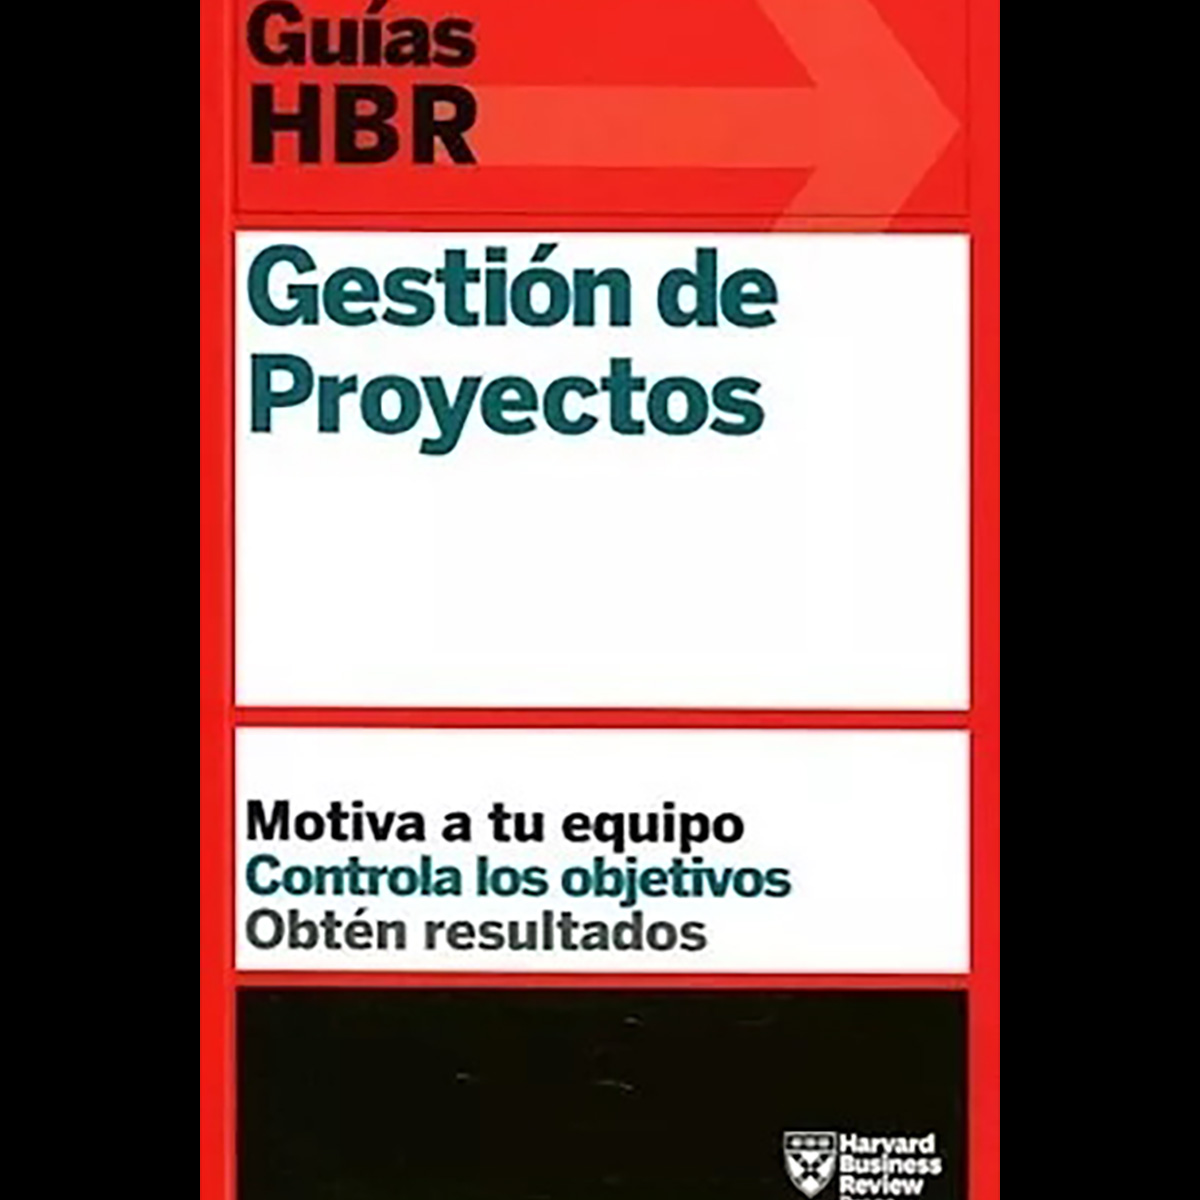 Guías
HBR
Gestión de
Proyectos
Motiva a tu equipo
Controla los objetivos
Obtén resultados
Harvard
Business
Review